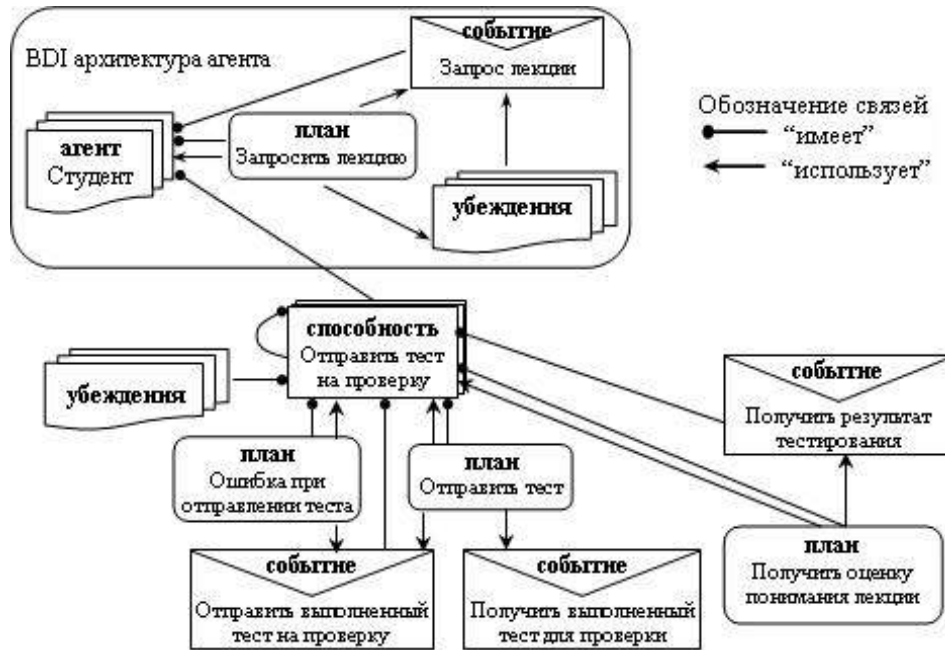 BDI архитектура агента
событие
Запрос лекции
агент
Студент
план
Запросить лекцию
убеждения
Обозначение связей
“имеет”
“использует”
способность
Отправить тест
на проверку
убеждения
событие
Получить результат
тестирования
план
Ошибка при
отправлении теста
план
Отправить тест
событие
Отправить выполненный
тест на проверку
событие
Получить выполненный
тест для проверки
план
Получить оценку
понимания лекции